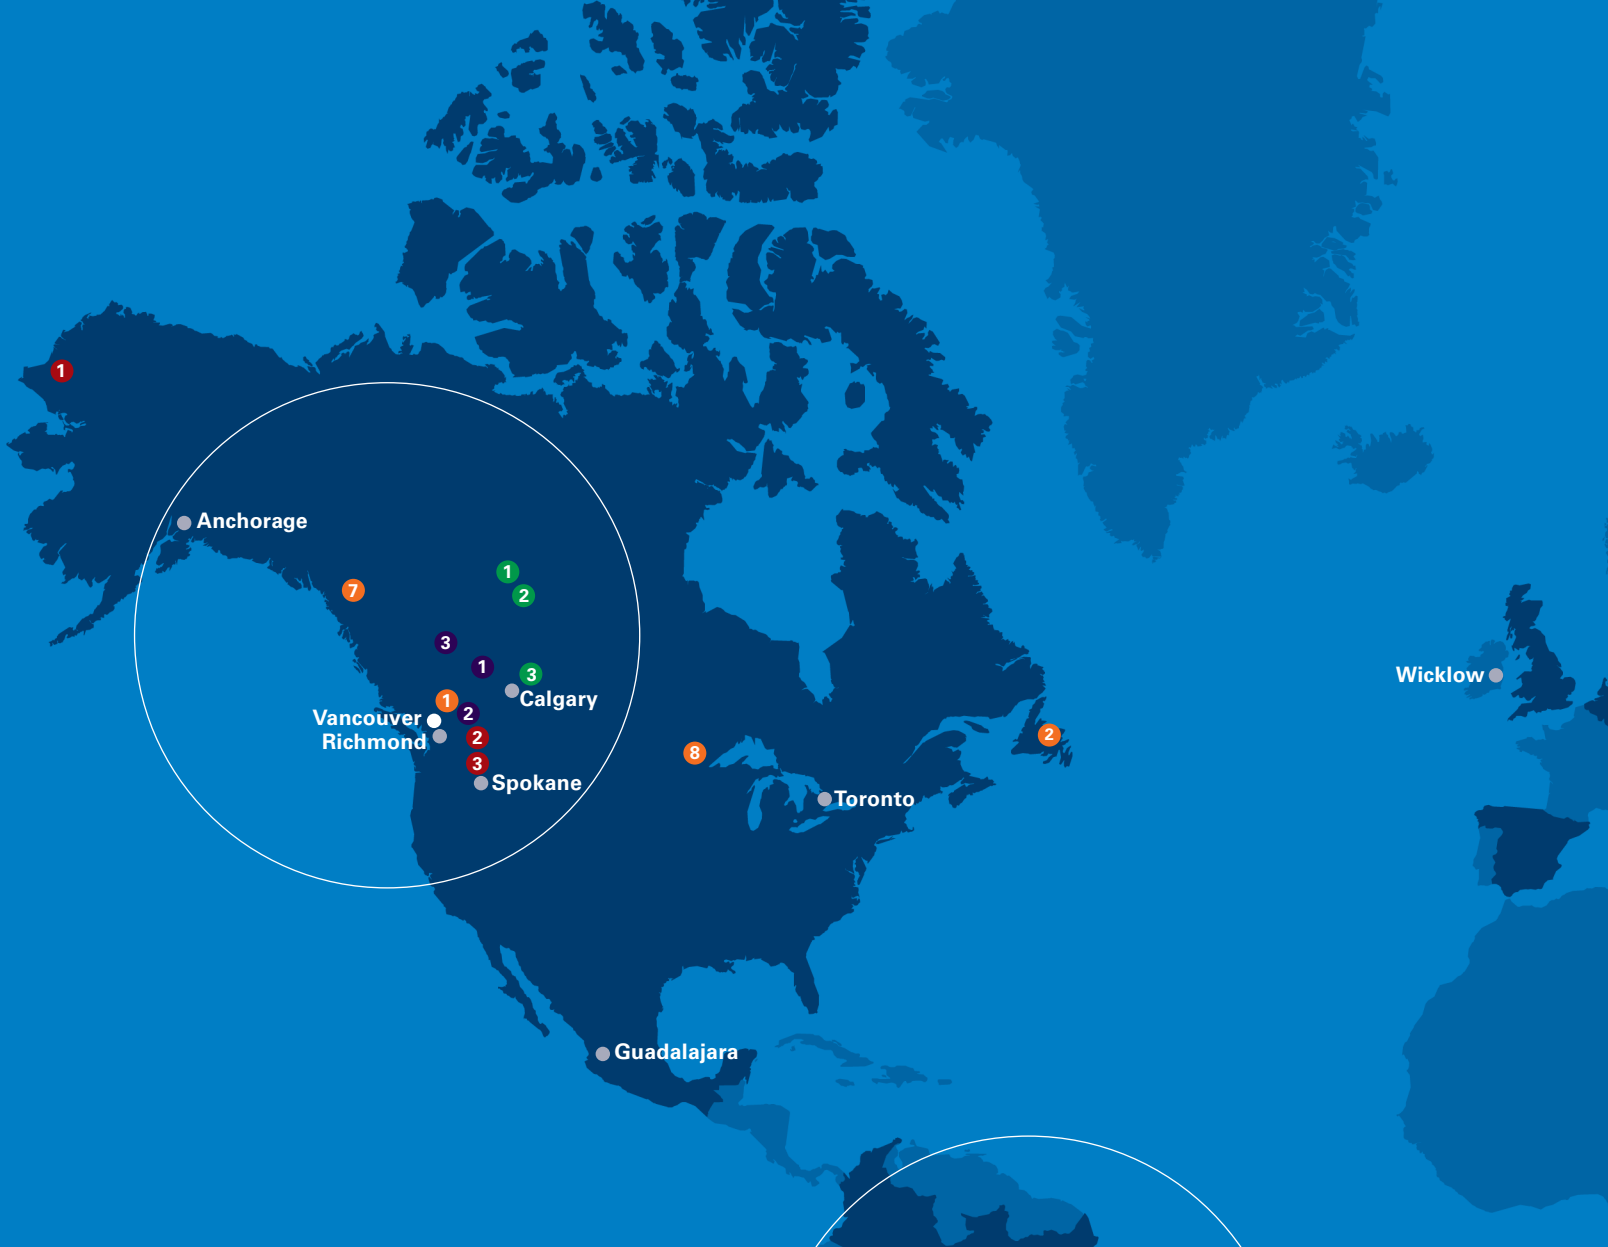 1
Anchorage
1
7
2
3
1
3
Calgary
1
2
Vancouver
Richmond
2
3
Spokane
8
Toronto
2
Wicklow
Guadalajara